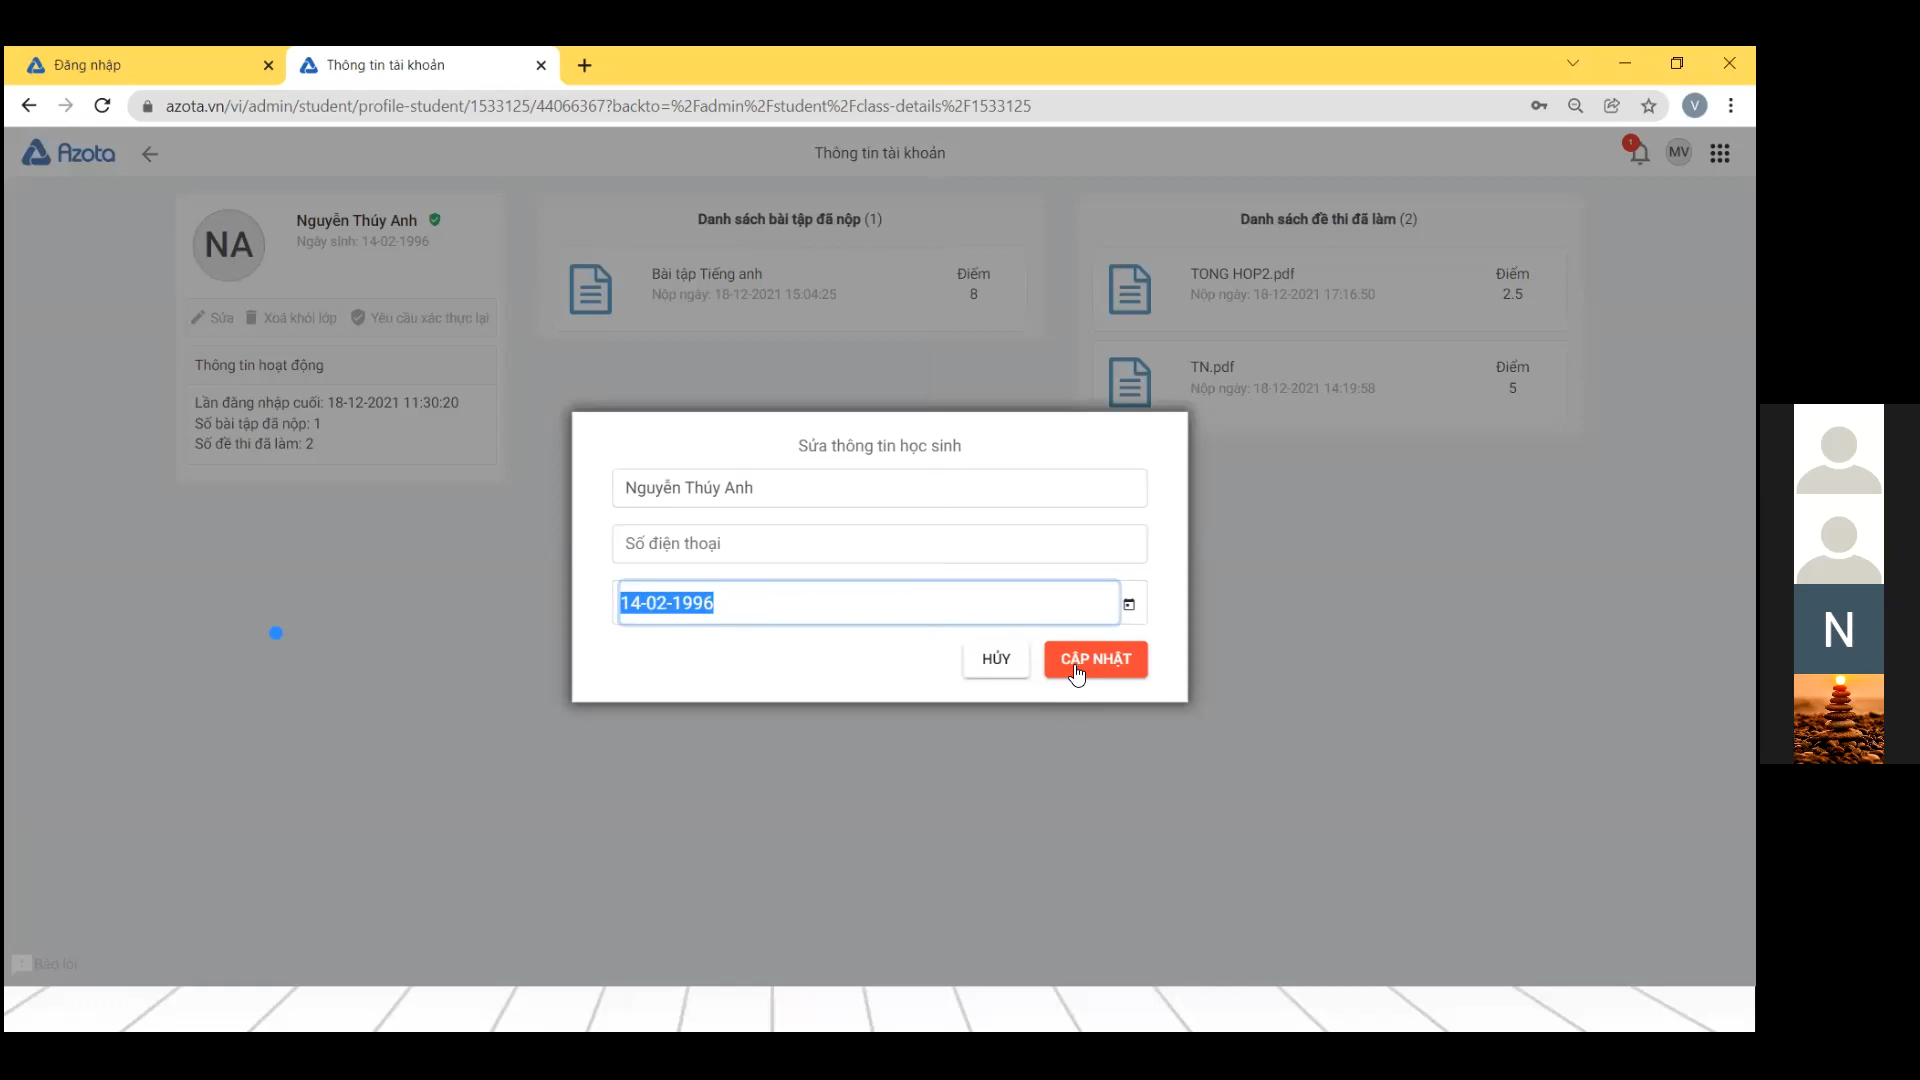 Đăng nhập
Thông tin tài khoản
azota.vn/vi/admin/student/profile-student/1533125/44066367?backto=%2Fadmin%2Fstudent%2Fclass-details%2F1533125
V
Azota
Thông tin tài khoản
1
MV
NA
Nguyễn Thúy Anh
Ngày sinh: 14-02-1996
Sửa
Xoá khỏi lớp
Yêu cầu xác thực lại
Thông tin hoạt động
Lần đăng nhập cuối: 18-12-2021 11:30:20
Số bài tập đã nộp: 1
Số đề thi đã làm: 2
Danh sách bài tập đã nộp (1)
Bài tập Tiếng anh
Nộp ngày: 18-12-2021 15:04:25
Điểm
8
Danh sách đề thi đã làm (2)
TONG HOP2.pdf
Nộp ngày: 18-12-2021 17:16:50
Điểm
2.5
TN.pdf
Nộp ngày: 18-12-2021 14:19:58
Điểm
5
Sửa thông tin học sinh
Nguyễn Thúy Anh
Số điện thoại
14-02-1996
HỦY
CẬP NHẬT
Báo lỗi
N